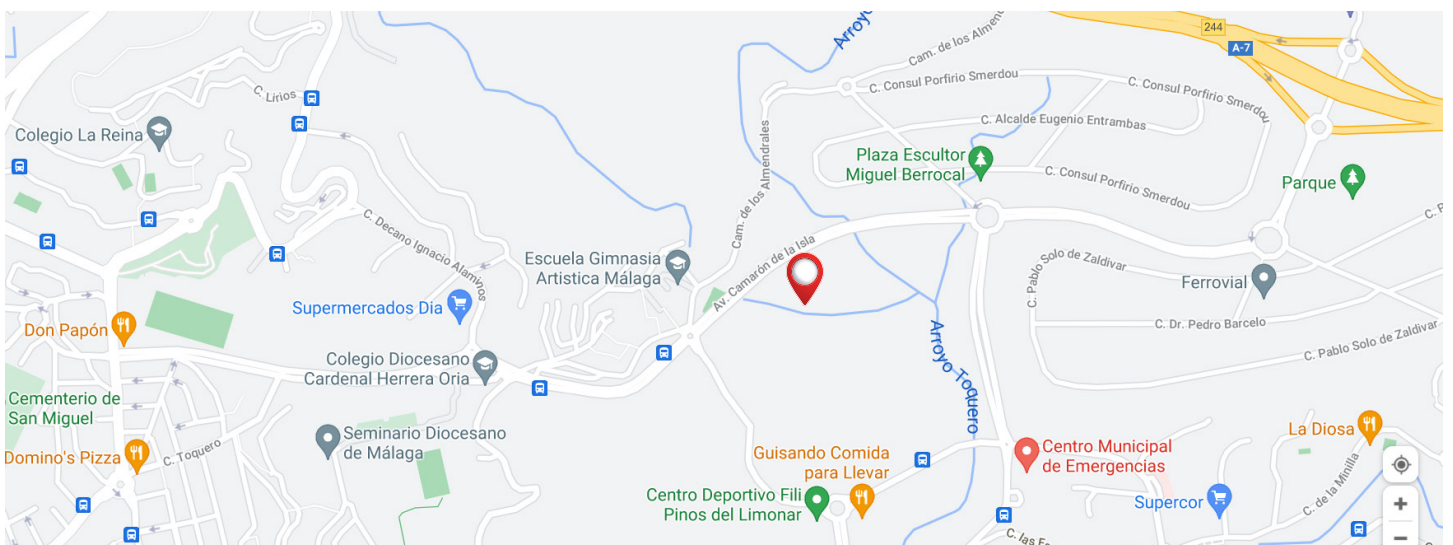 244
A-7
Arroyo
Cam. de los Alme
C. Consul Porfirio Smerdou
C. Consul Porfirio Smerdou
C. Lirios
Colegio La Reina
C. Alcalde Eugenio Entrambas
Plaza Escultor
Miguel Berrocal
C. Consul Porfirio Smerdou
Parque
Cam. de los Almendrales
C. P
C. Decano Ignacio Alamivios
Av. Camarón de la Isla
Escuela Gimnasia
Artistica Málaga
C. Pablo Solo de Zaldivar
Ferrovial
Supermercados Dia
Don Papón
C. Dr. Pedro Barcelo
C. Pablo Solo de Zaldivar
Arroyo Toquero
Colegio Diocesano
Cardenal Herrera Oria
Cementerio de
San Miguel
Seminario Diocesano
de Málaga
La Diosa
Domino's Pizza
C. Toquero
Guisando Comida
para Llevar
Centro Municipal
de Emergencías
Centro Deportivo Fili
Pinos del Limonar
Supercor
C. de la Minilla
C. las Es